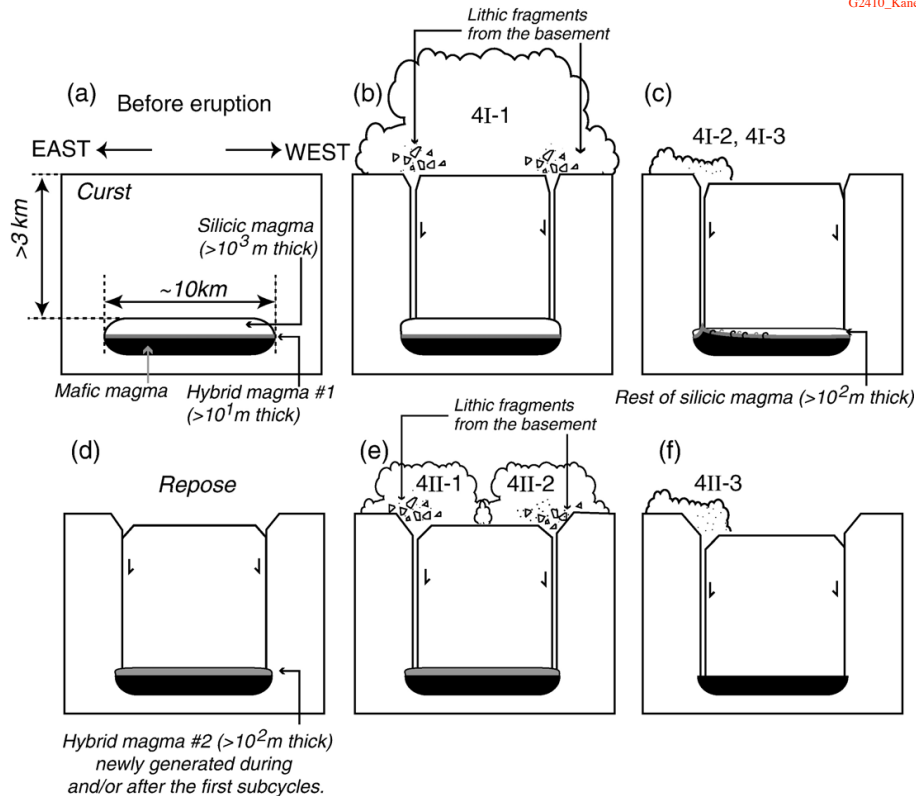 G2410_Kane
Lithic fragments
from the basement
(a)
Before eruption
EAST
WEST
Curst
>3 km
Silicic magma
(>10³ m thick)
~10km
Mafic magma
Hybrid magma #1
(>10¹m thick)
(b)
4I-1
(c)
4I-2, 4I-3
Rest of silicic magma (>10²m thick)
(d)
Repose
Hybrid magma #2 (>10²m thick)
newly generated during
and/or after the first subcycles.
Lithic fragments
from the basement
(e)
4II-1
4II-2
(f)
4II-3